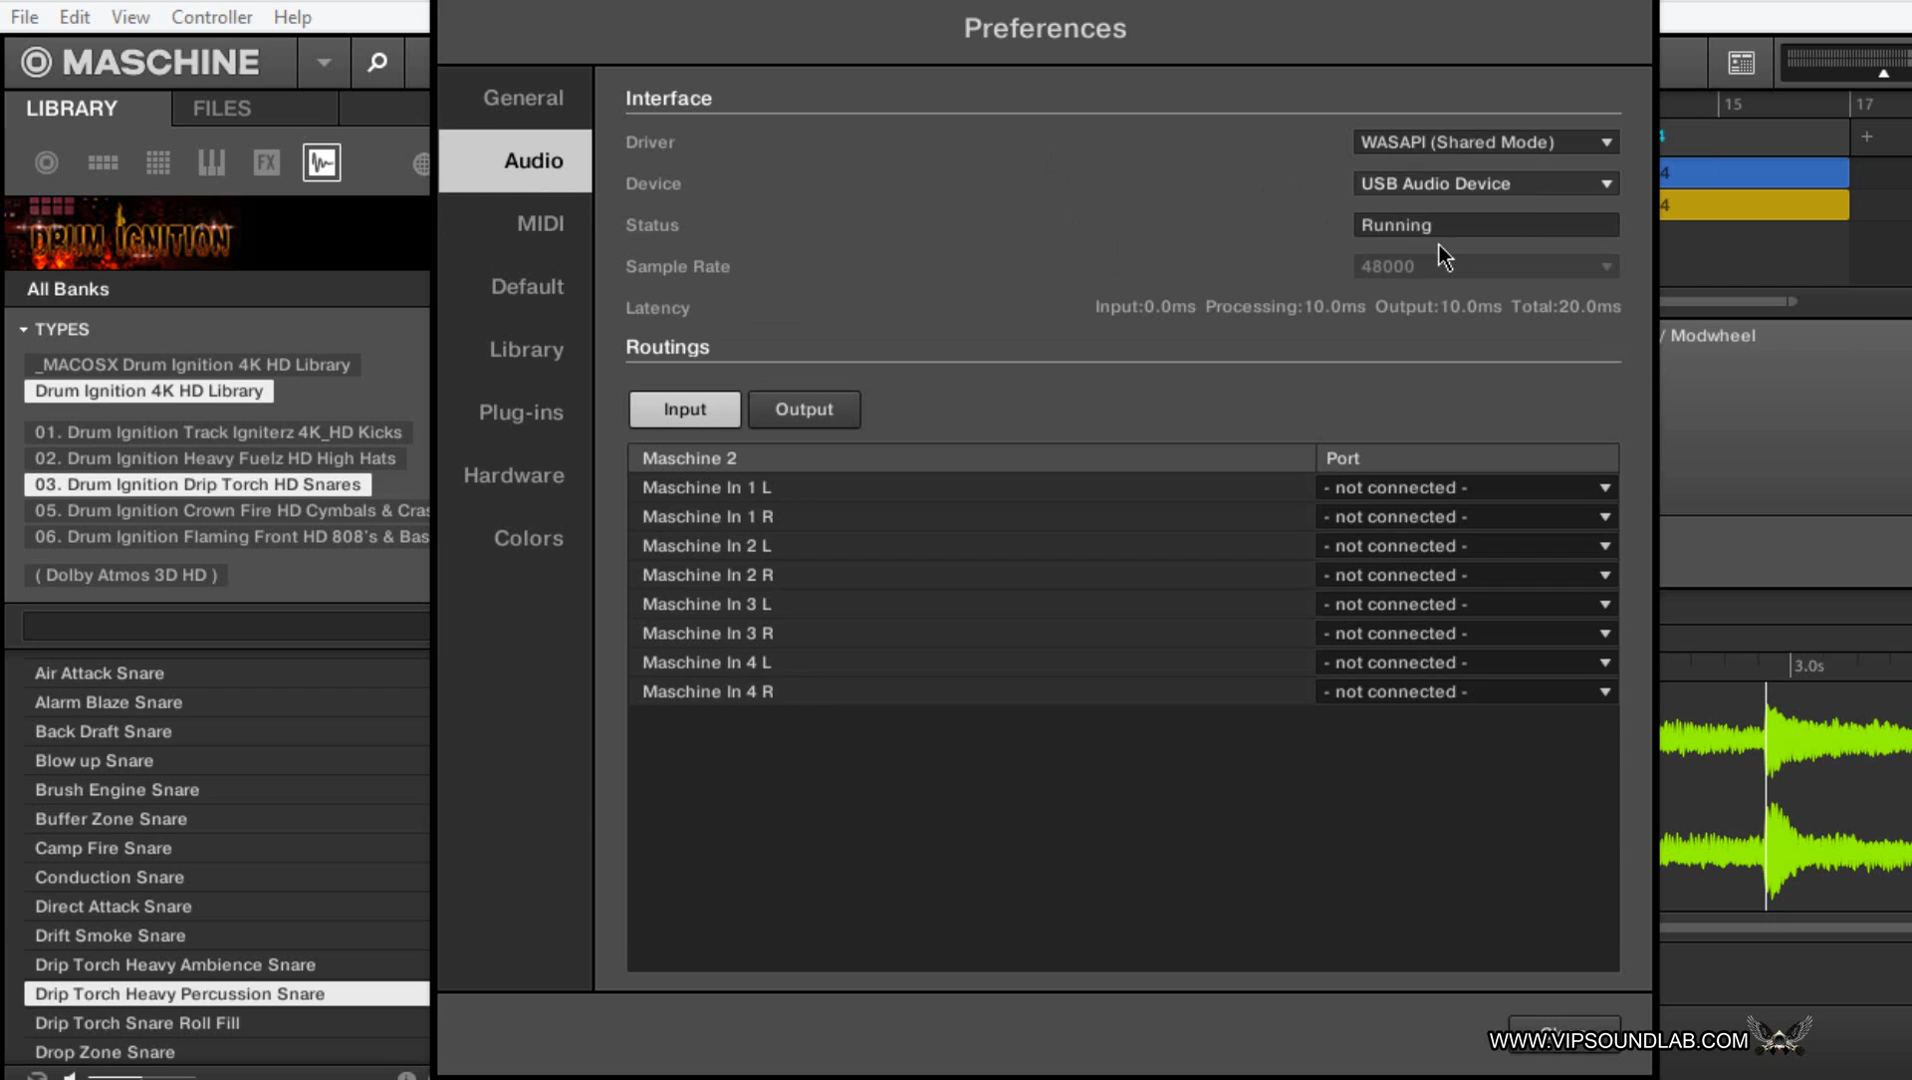 File Edit View Controller Help
Preferences
MASCHINE
LIBRARY FILES
FX
DRUM IGNITION
All Banks
TYPES
_MACOSX Drum Ignition 4K HD Library
Drum Ignition 4K HD Library
01. Drum Ignition Track Igniterz 4K_HD Kicks
02. Drum Ignition Heavy Fuelz HD High Hats
03. Drum Ignition Drip Torch HD Snares
05. Drum Ignition Crown Fire HD Cymbals & Cras
06. Drum Ignition Flaming Front HD 808's & Bas
( Dolby Atmos 3D HD )
Air Attack Snare
Alarm Blaze Snare
Back Draft Snare
Blow up Snare
Brush Engine Snare
Buffer Zone Snare
Camp Fire Snare
Conduction Snare
Direct Attack Snare
Drift Smoke Snare
Drip Torch Heavy Ambience Snare
Drip Torch Heavy Percussion Snare
Drip Torch Snare Roll Fill
Drop Zone Snare
General
Audio
MIDI
Default
Library
Plug-ins
Hardware
Colors
Interface
Driver WASAPI (Shared Mode)
Device USB Audio Device
Status Running
Sample Rate 48000
Latency Input:0.0ms Processing:10.0ms Output:10.0ms Total:20.0ms
Routings
Input Output
Maschine 2 Port
Maschine In 1 L - not connected -
Maschine In 1 R - not connected -
Maschine In 2 L - not connected -
Maschine In 2 R - not connected -
Maschine In 3 L - not connected -
Maschine In 3 R - not connected -
Maschine In 4 L - not connected -
Maschine In 4 R - not connected -
15 17
4
4
4
/ Modwheel
3.0s
WWW.VIPSOUNDLAB.COM